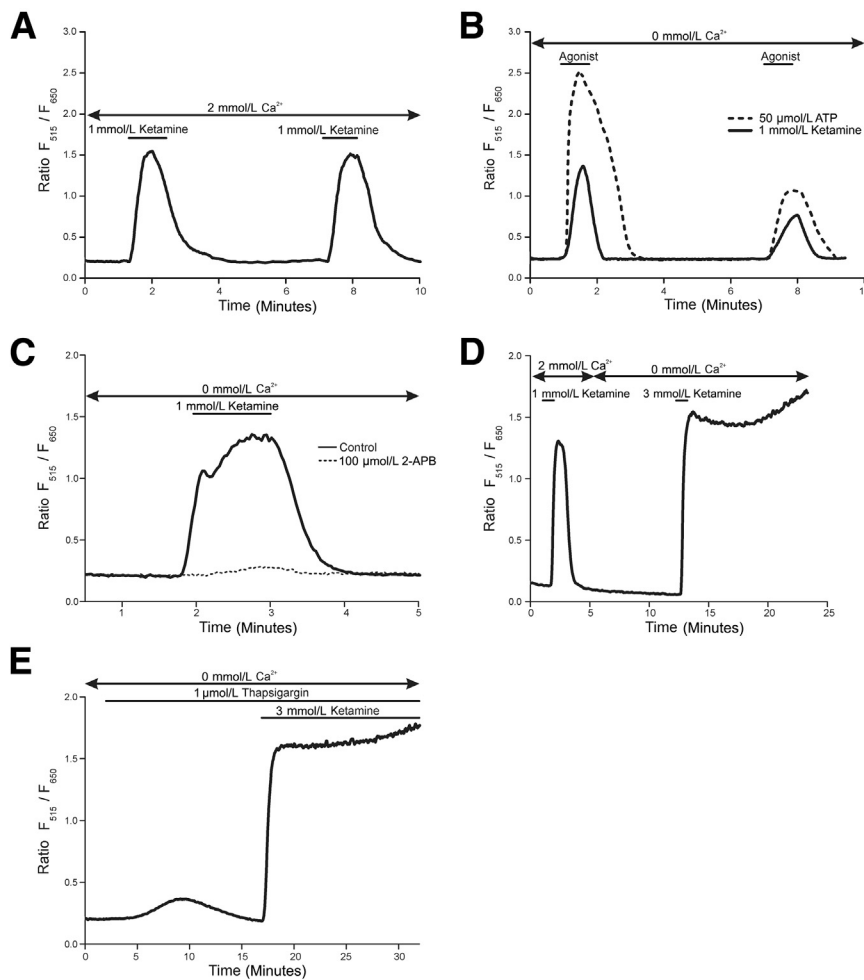 A
3.0
2.5
2.0
1.5
1.0
0.5
0.0
Ratio F515 / F650
2 mmol/L Ca2+
1 mmol/L Ketamine
1 mmol/L Ketamine
0 2 4 6 8 10
Time (Minutes)
B
3.0
2.5
2.0
1.5
1.0
0.5
0.0
Ratio F515 / F650
0 mmol/L Ca2+
Agonist
Agonist
50 µmol/L ATP
1 mmol/L Ketamine
0 2 4 6 8
Time (Minutes)
C
2.0
1.5
1.0
0.5
0.0
Ratio F515 / F650
0 mmol/L Ca2+
1 mmol/L Ketamine
Control
100 µmol/L 2-APB
1 2 3 4 5
Time (Minutes)
D
2.0
1.5
1.0
0.5
0.0
Ratio F515 / F650
2 mmol/L Ca2+
0 mmol/L Ca2+
1 mmol/L Ketamine
3 mmol/L Ketamine
0 5 10 15 20 25
Time (Minutes)
E
2.0
1.5
1.0
0.5
0.0
Ratio F515 / F650
0 mmol/L Ca2+
1 µmol/L Thapsigargin
3 mmol/L Ketamine
0 5 10 15 20 25 30
Time (Minutes)